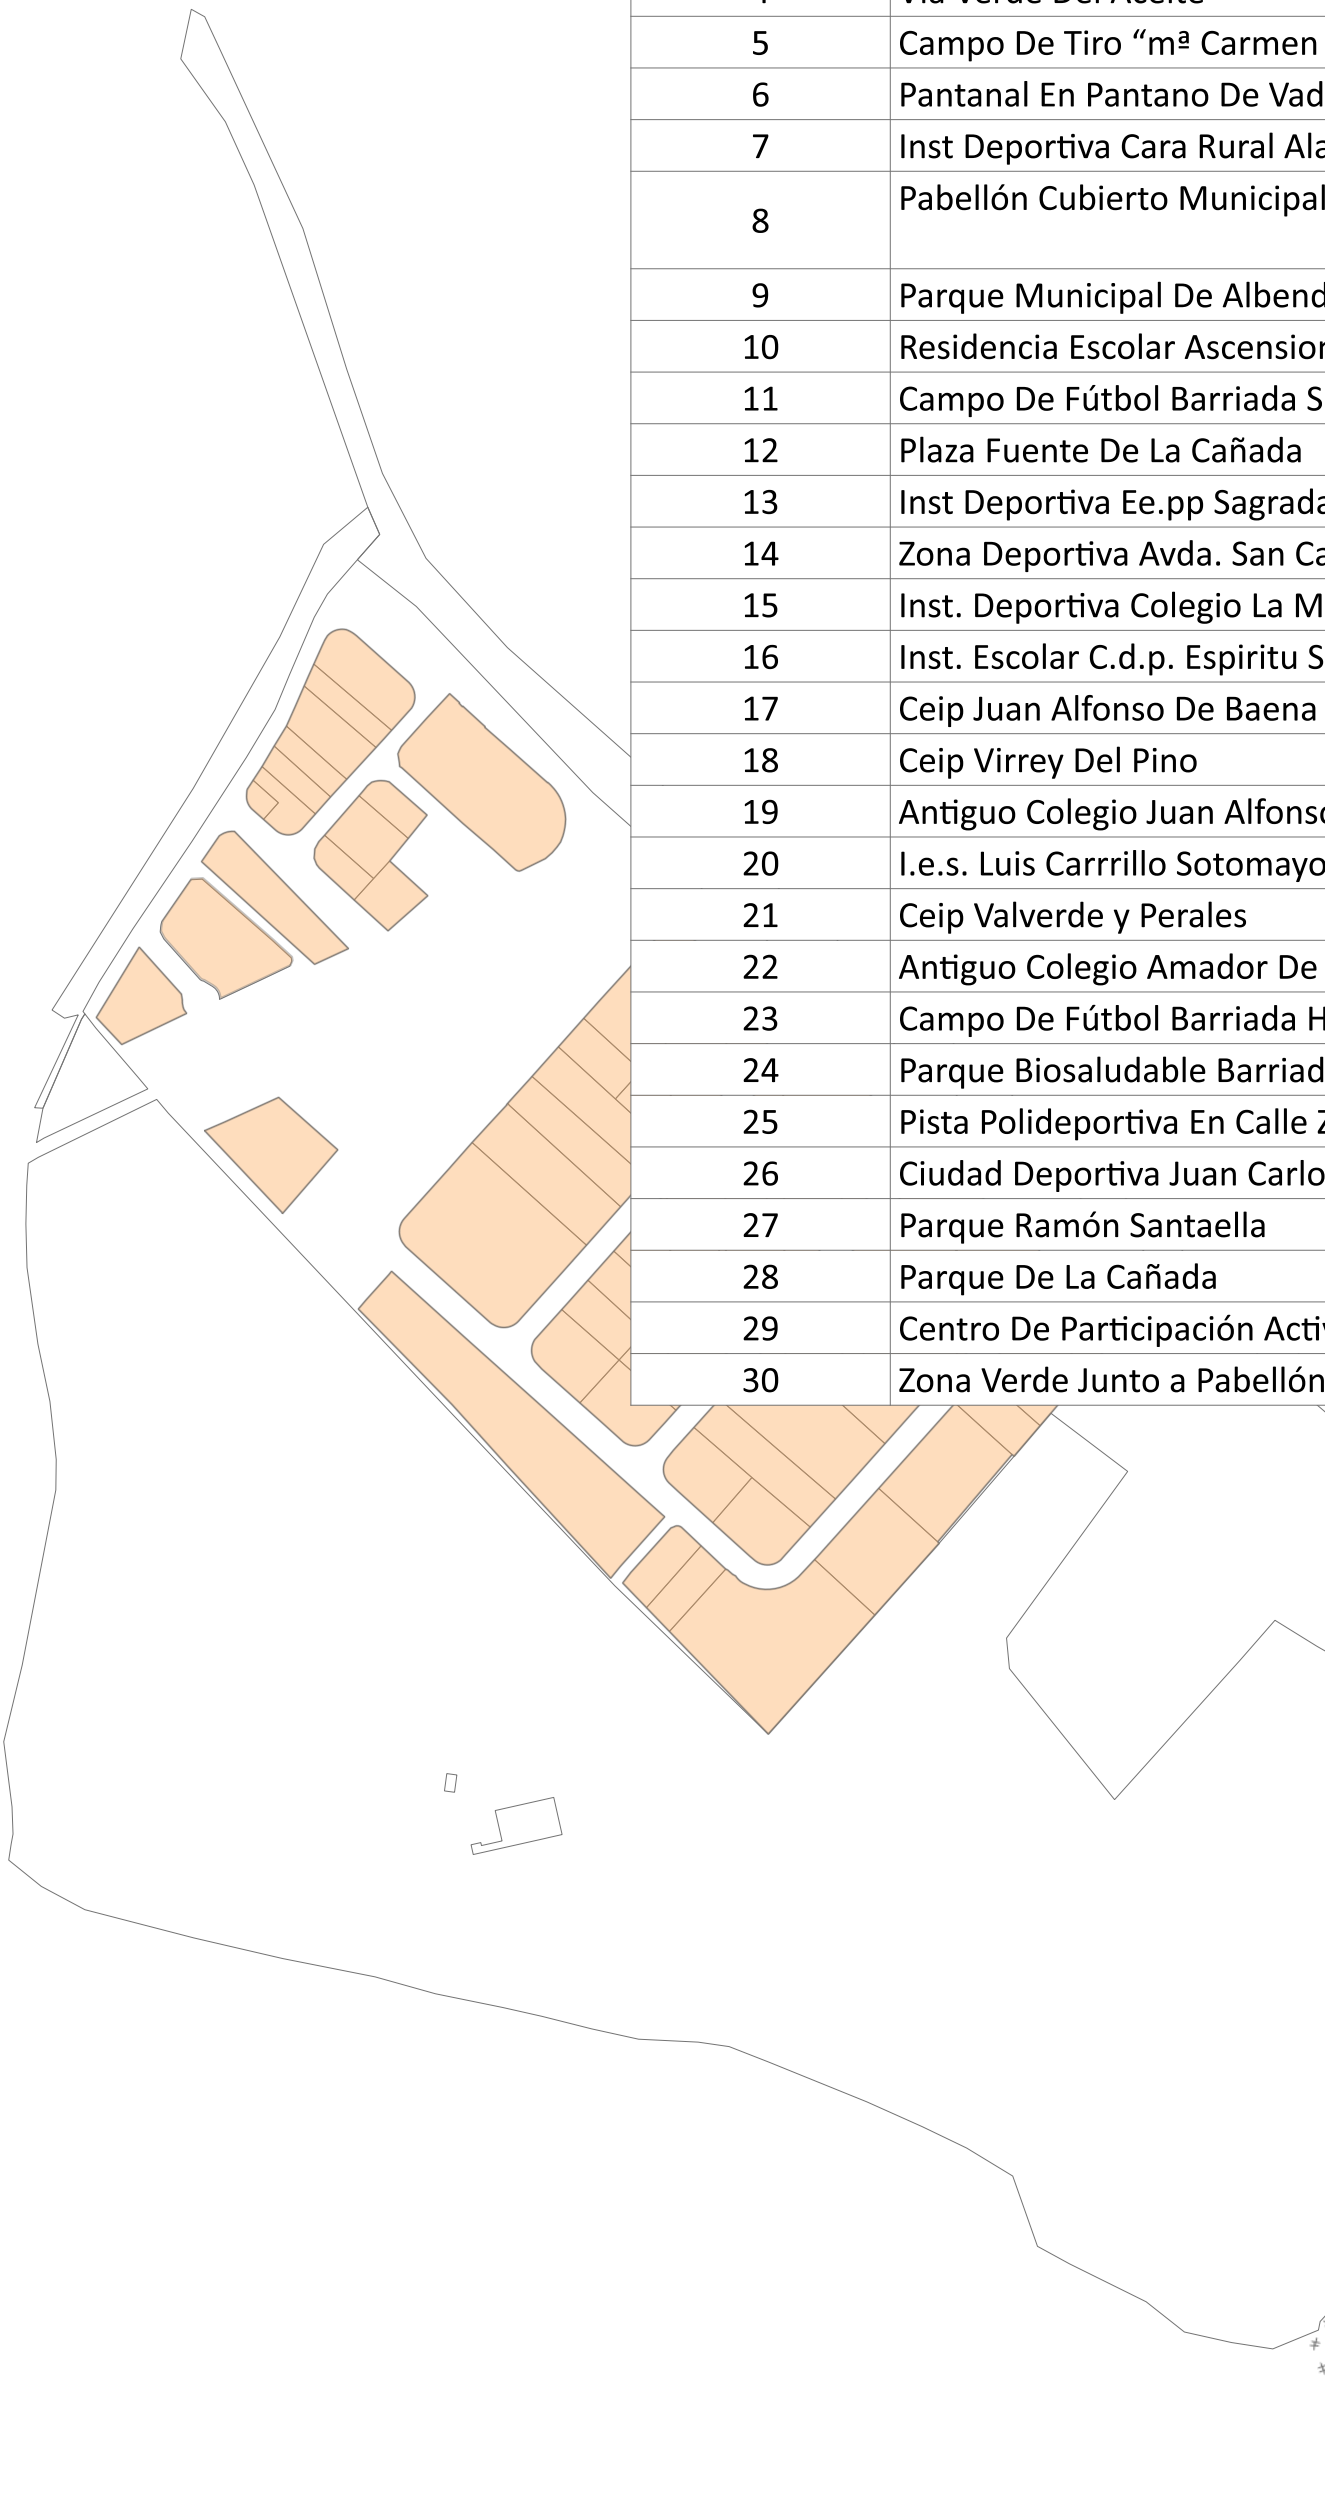 Vía Verde Del Aceite
5 Campo De Tiro “mª Carmen
6 Pantanal En Pantano De Vad
7 Inst Deportiva Cara Rural Ala
8 Pabellón Cubierto Municipal
9 Parque Municipal De Albend
10 Residencia Escolar Ascension
11 Campo De Fútbol Barriada S
12 Plaza Fuente De La Cañada
13 Inst Deportiva Ee.pp Sagrada
14 Zona Deportiva Avda. San Ca
15 Inst. Deportiva Colegio La M
16 Inst. Escolar C.d.p. Espiritu S
17 Ceip Juan Alfonso De Baena
18 Ceip Virrey Del Pino
19 Antiguo Colegio Juan Alfonso
20 I.e.s. Luis Carrrillo Sotomayo
21 Ceip Valverde y Perales
22 Antiguo Colegio Amador De
23 Campo De Fútbol Barriada H
24 Parque Biosaludable Barriad
25 Pista Polideportiva En Calle Z
26 Ciudad Deportiva Juan Carlo
27 Parque Ramón Santaella
28 Parque De La Cañada
29 Centro De Participación Activ
30 Zona Verde Junto a Pabellón